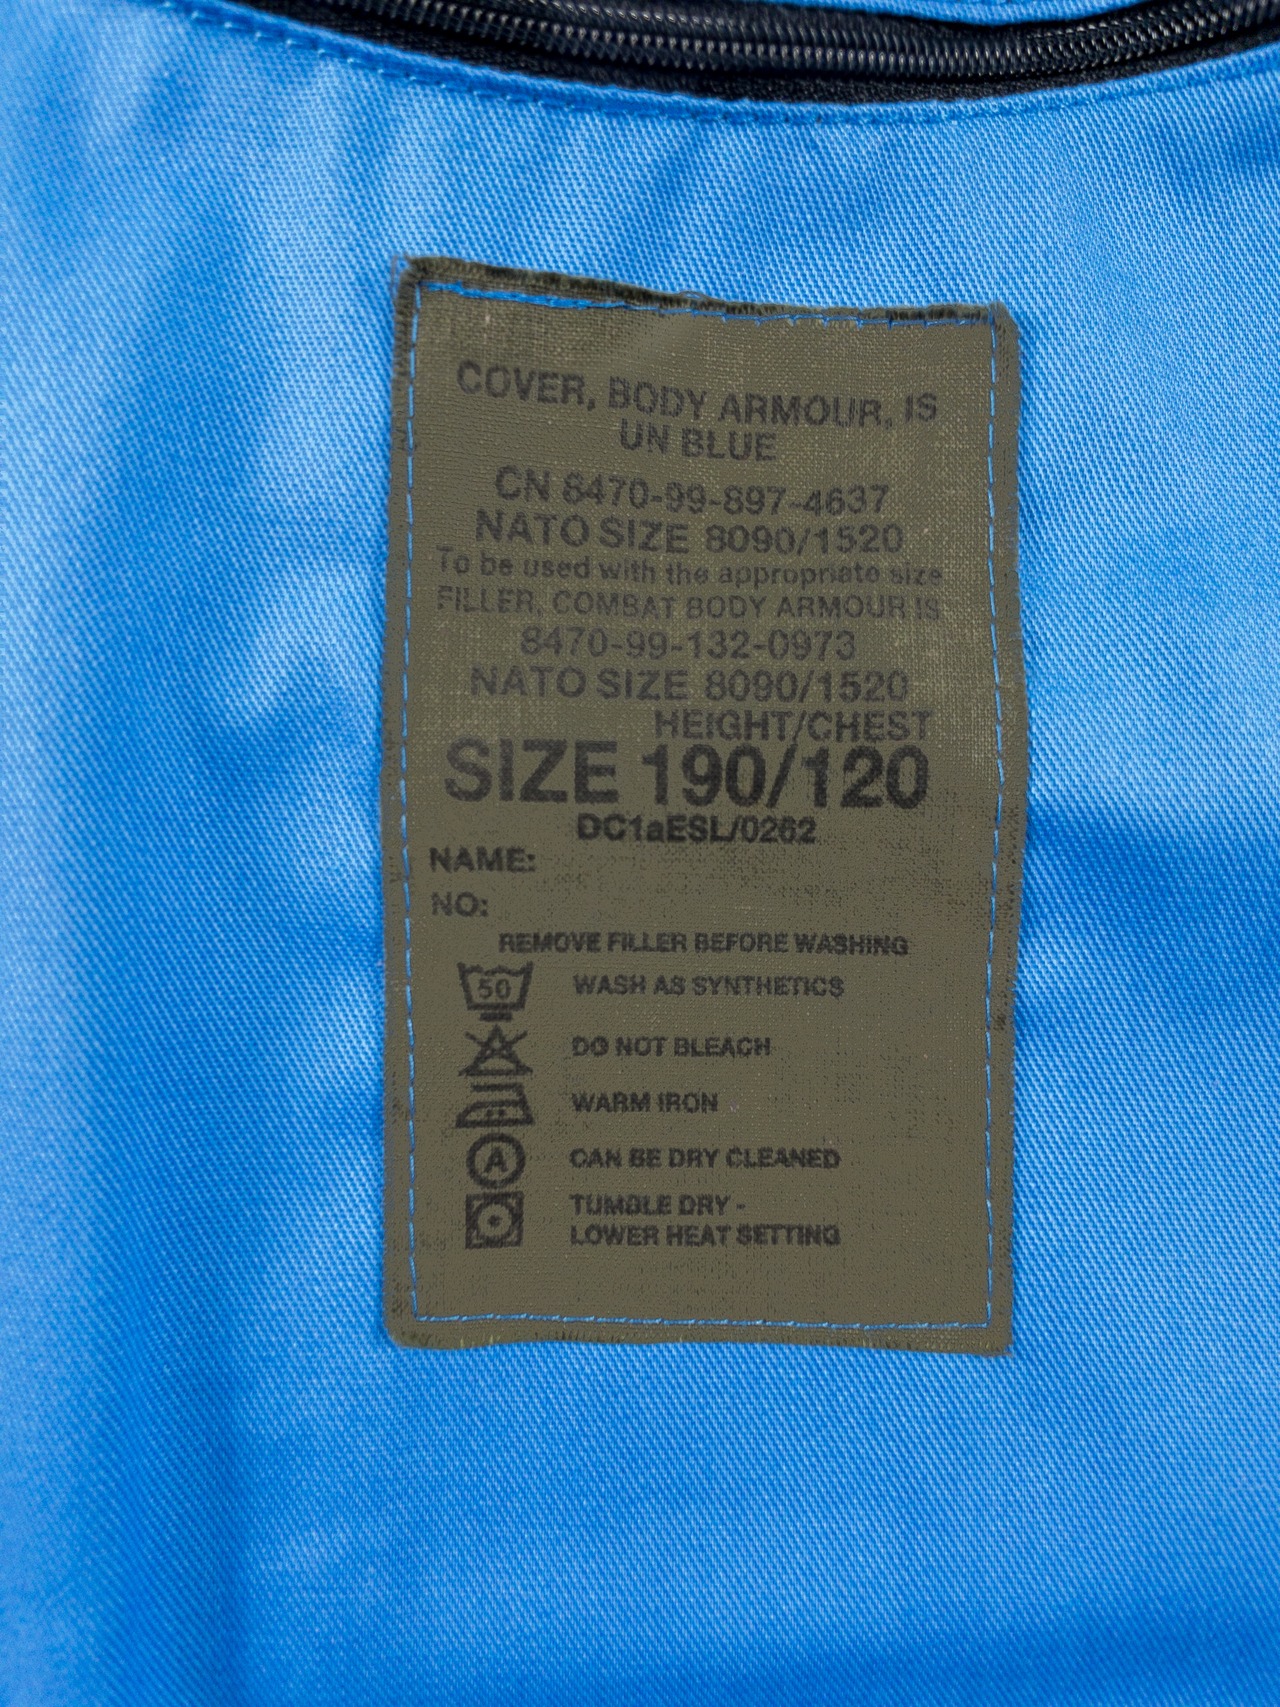 COVER, BODY ARMOUR, IS
UN BLUE
CN 8470-99-897-4637
NATO SIZE 8090/1520
To be used with the appropriate size
FILLER, COMBAT BODY ARMOUR IS
8470-99-132-0973
NATO SIZE 8090/1520
HEIGHT/CHEST
SIZE 190/120
DC1aESL/0262
NAME:
NO:
REMOVE FILLER BEFORE WASHING
50 WASH AS SYNTHETICS
DO NOT BLEACH
WARM IRON
A CAN BE DRY CLEANED
TUMBLE DRY -
LOWER HEAT SETTING